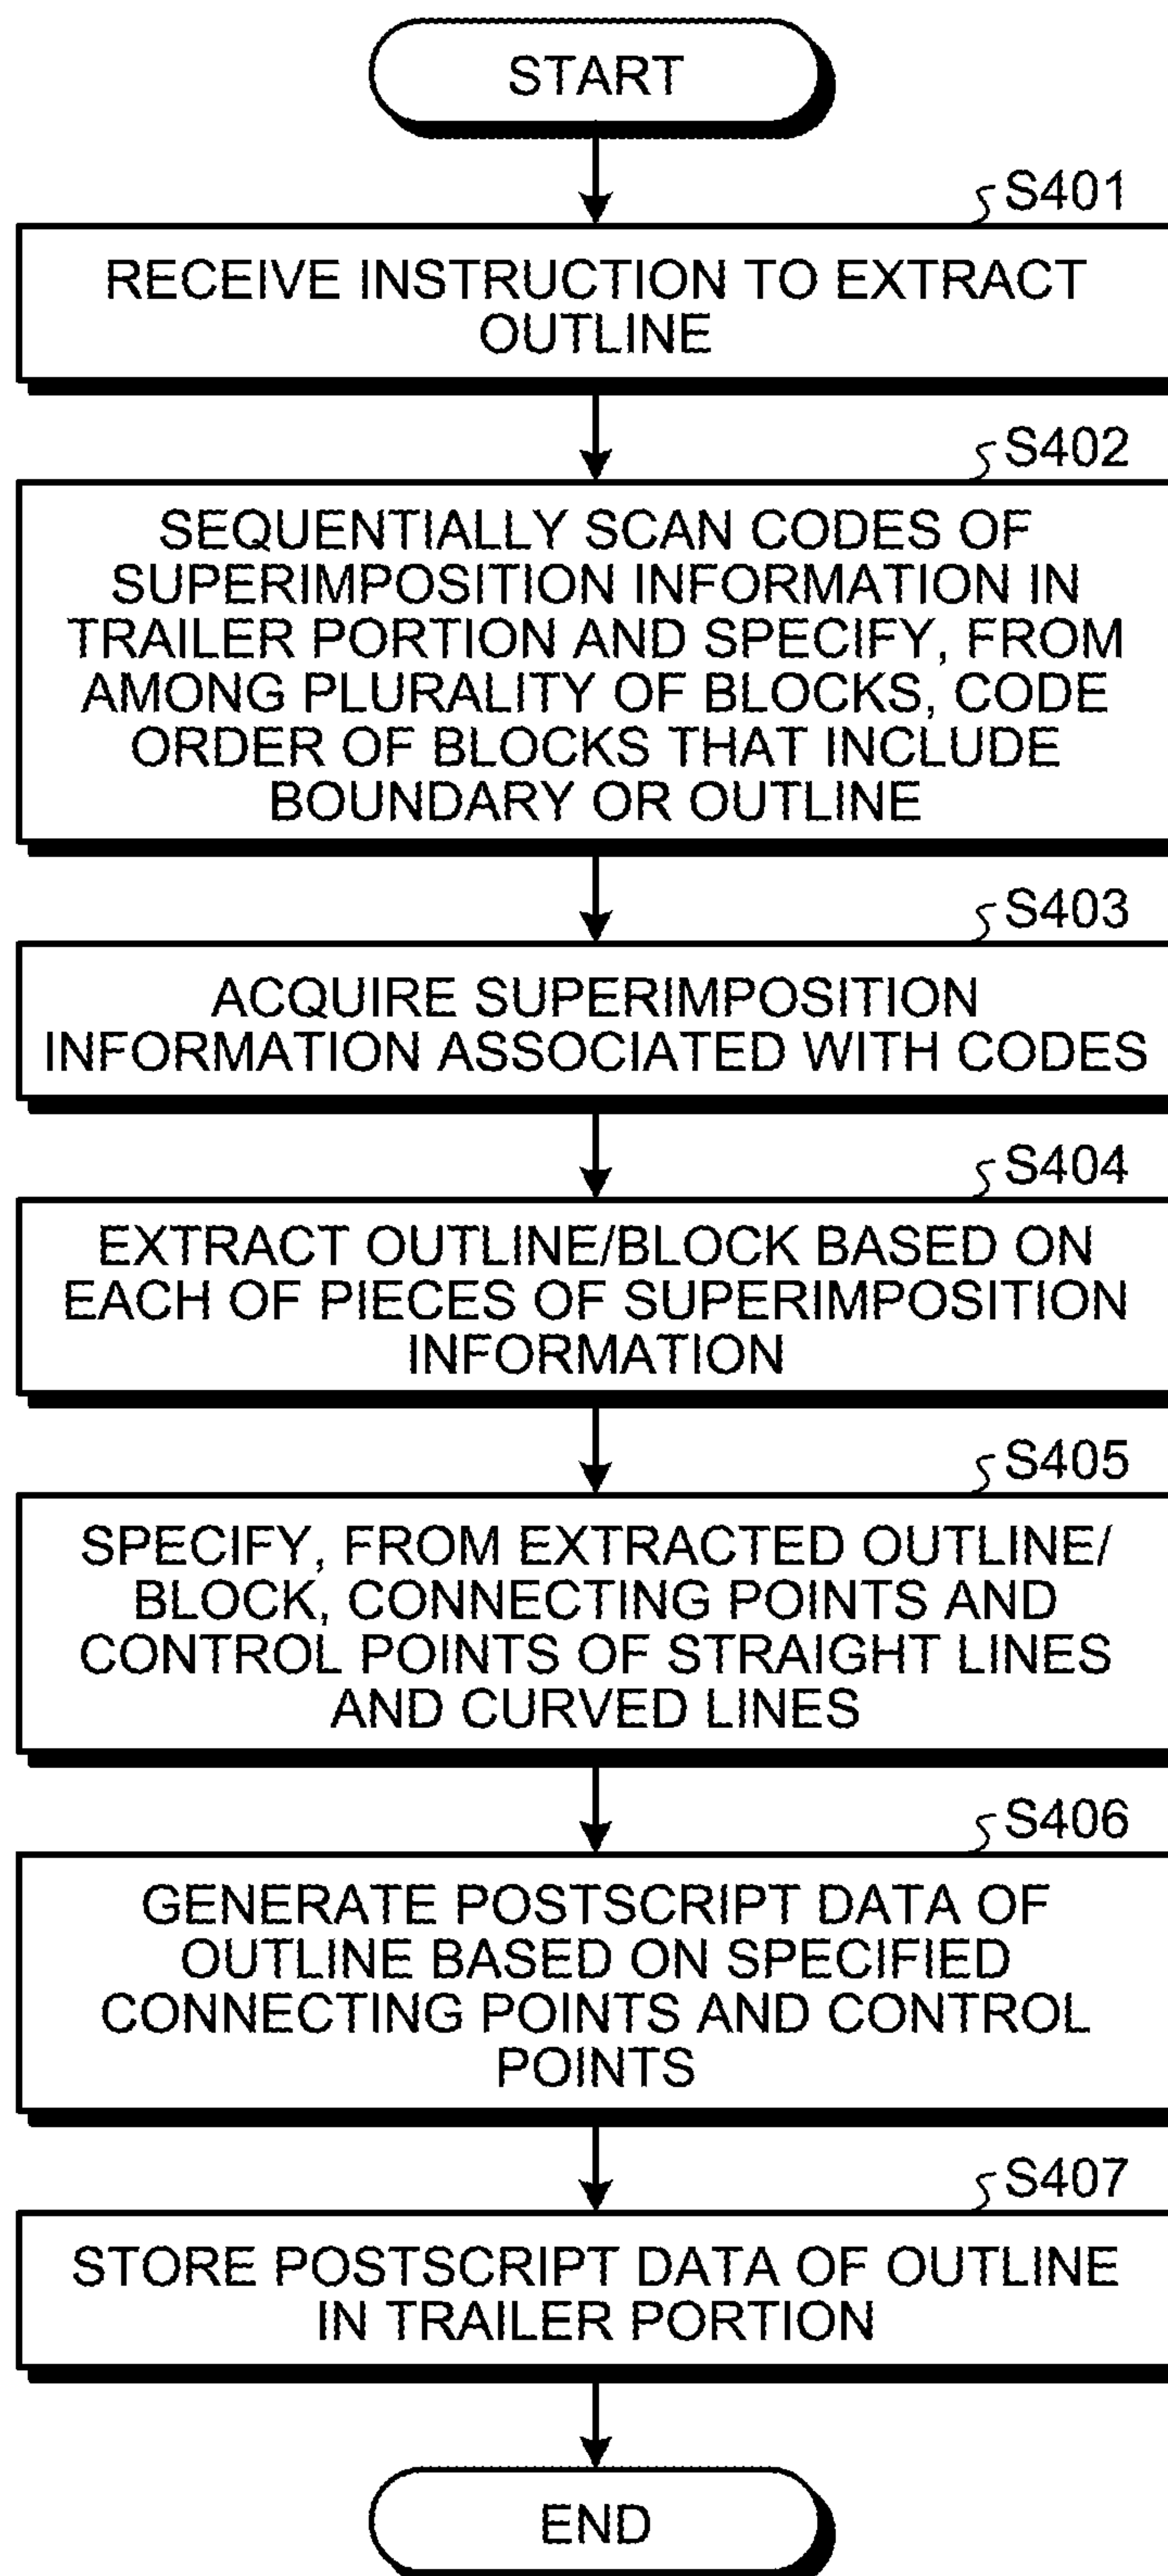 START
S401
RECEIVE INSTRUCTION TO EXTRACT
OUTLINE
S402
SEQUENTIALLY SCAN CODES OF
SUPERIMPOSITION INFORMATION IN
TRAILER PORTION AND SPECIFY, FROM
AMONG PLURALITY OF BLOCKS, CODE
ORDER OF BLOCKS THAT INCLUDE
BOUNDARY OR OUTLINE
S403
ACQUIRE SUPERIMPOSITION
INFORMATION ASSOCIATED WITH CODES
S404
EXTRACT OUTLINE/BLOCK BASED ON
EACH OF PIECES OF SUPERIMPOSITION
INFORMATION
S405
SPECIFY, FROM EXTRACTED OUTLINE/
BLOCK, CONNECTING POINTS AND
CONTROL POINTS OF STRAIGHT LINES
AND CURVED LINES
S406
GENERATE POSTSCRIPT DATA OF
OUTLINE BASED ON SPECIFIED
CONNECTING POINTS AND CONTROL
POINTS
S407
STORE POSTSCRIPT DATA OF OUTLINE
IN TRAILER PORTION
END